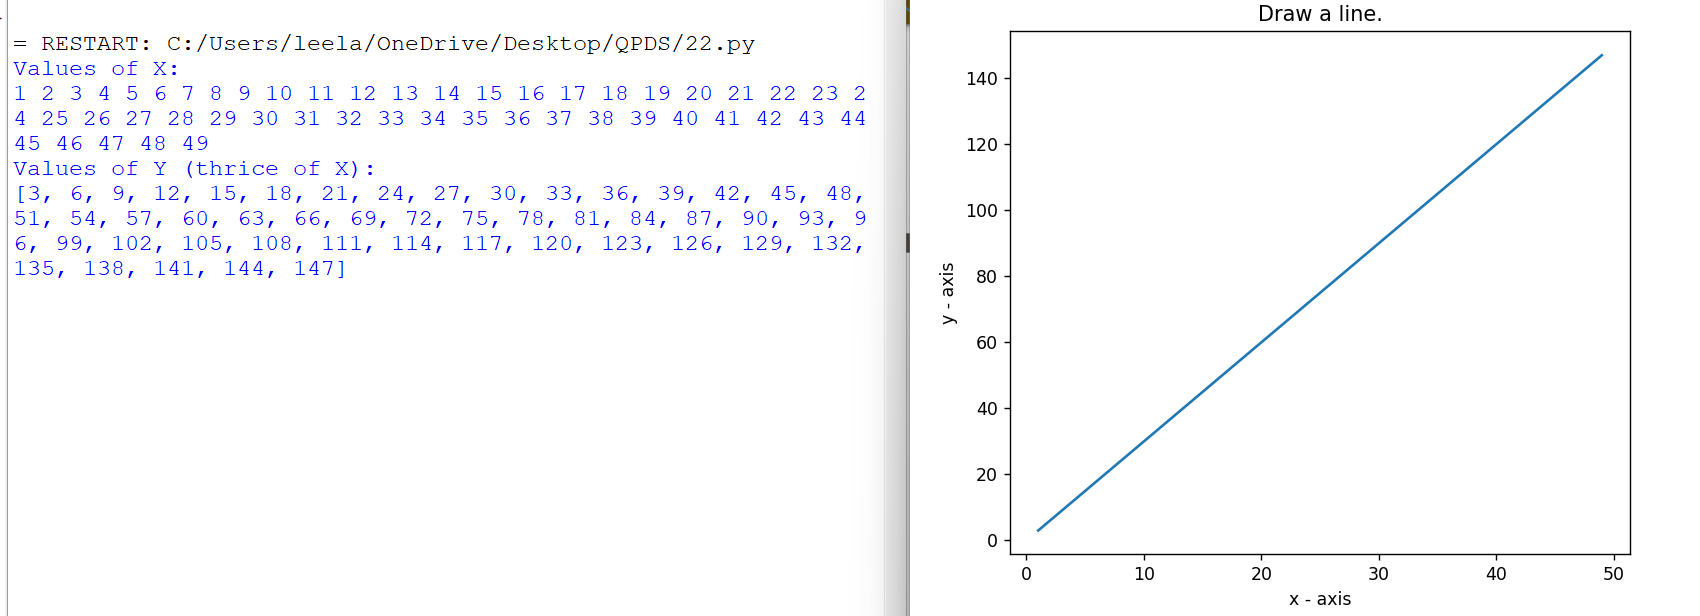 = RESTART: C:/Users/leela/OneDrive/Desktop/QPDS/22.py
Values of X:
1 2 3 4 5 6 7 8 9 10 11 12 13 14 15 16 17 18 19 20 21 22 23 2
4 25 26 27 28 29 30 31 32 33 34 35 36 37 38 39 40 41 42 43 44
45 46 47 48 49
Values of Y (thrice of X):
[3, 6, 9, 12, 15, 18, 21, 24, 27, 30, 33, 36, 39, 42, 45, 48,
51, 54, 57, 60, 63, 66, 69, 72, 75, 78, 81, 84, 87, 90, 93, 9
6, 99, 102, 105, 108, 111, 114, 117, 120, 123, 126, 129, 132,
135, 138, 141, 144, 147]
Draw a line.
y - axis
140
120
100
80
60
40
20
0
0 10 20 30 40 50
x - axis